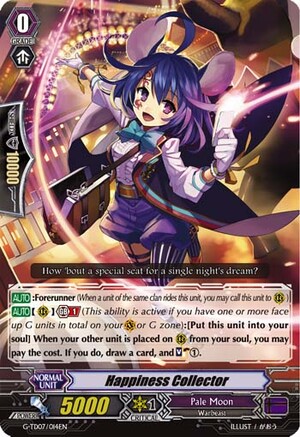 0
GRADE
SHIELD
10000
How 'bout a special seat for a single night's dream?
AUTO :Forerunner (When a unit of the same clan rides this unit, you may call this unit to )
AUTO [ ] GB 1 (This ability is active if you have one or more face
up G units in total on your or G zone):[Put this unit into your
soul] When your other unit is placed on from your soul, you may
pay the cost. If you do, draw a card, and .
NORMAL
UNIT
Happiness Collector
POWER
5000
1
CRITICAL
Pale Moon
Warbeast
G-TD07/014EN
ILLUST /